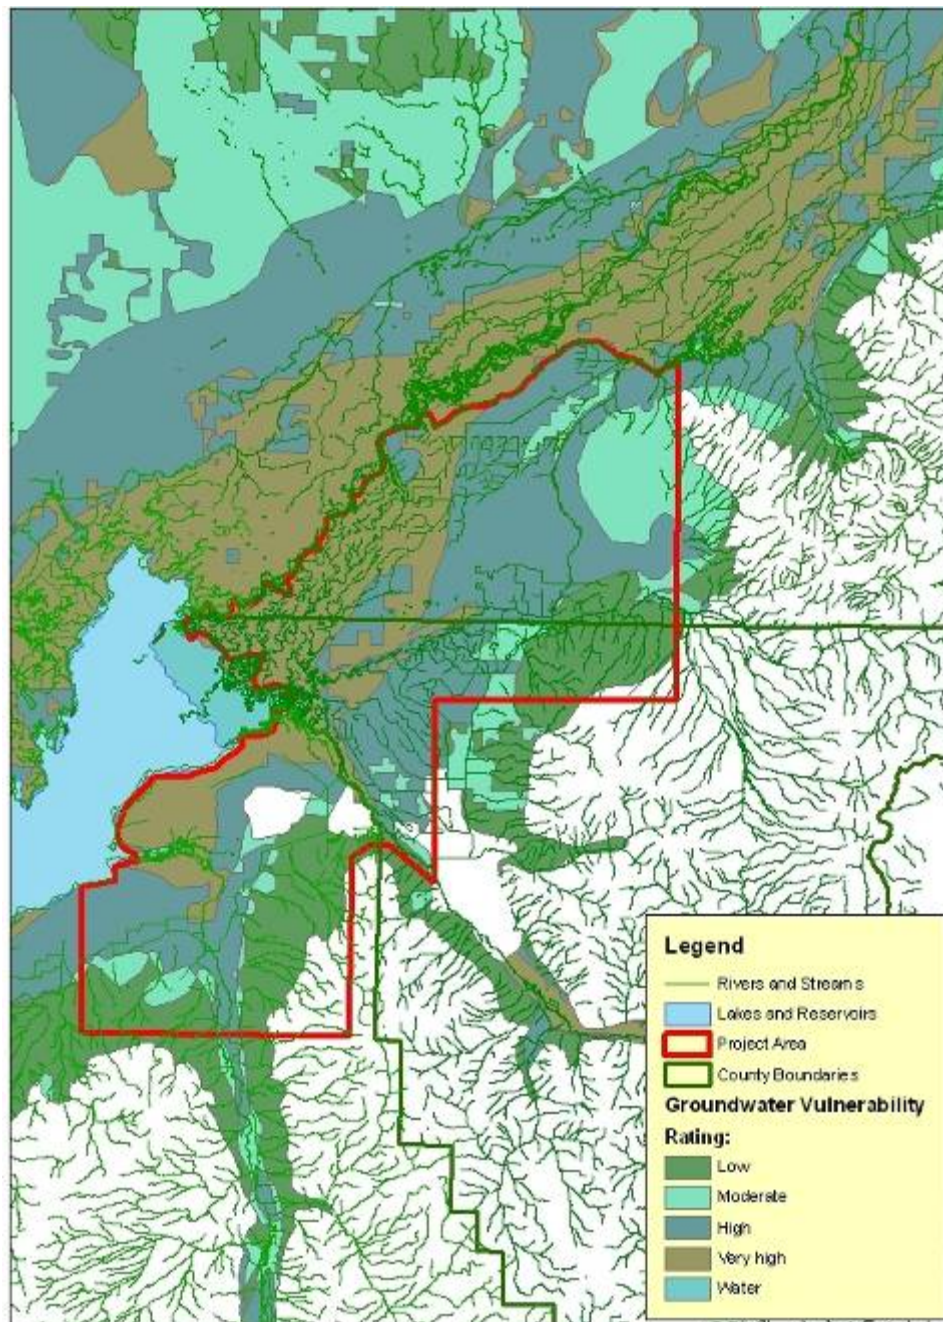 Legend
Rivers and Streams
Lakes and Reservoirs
Project Area
County Boundaries
Groundwater Vulnerability
Rating:
Low
Moderate
High
Very high
Water